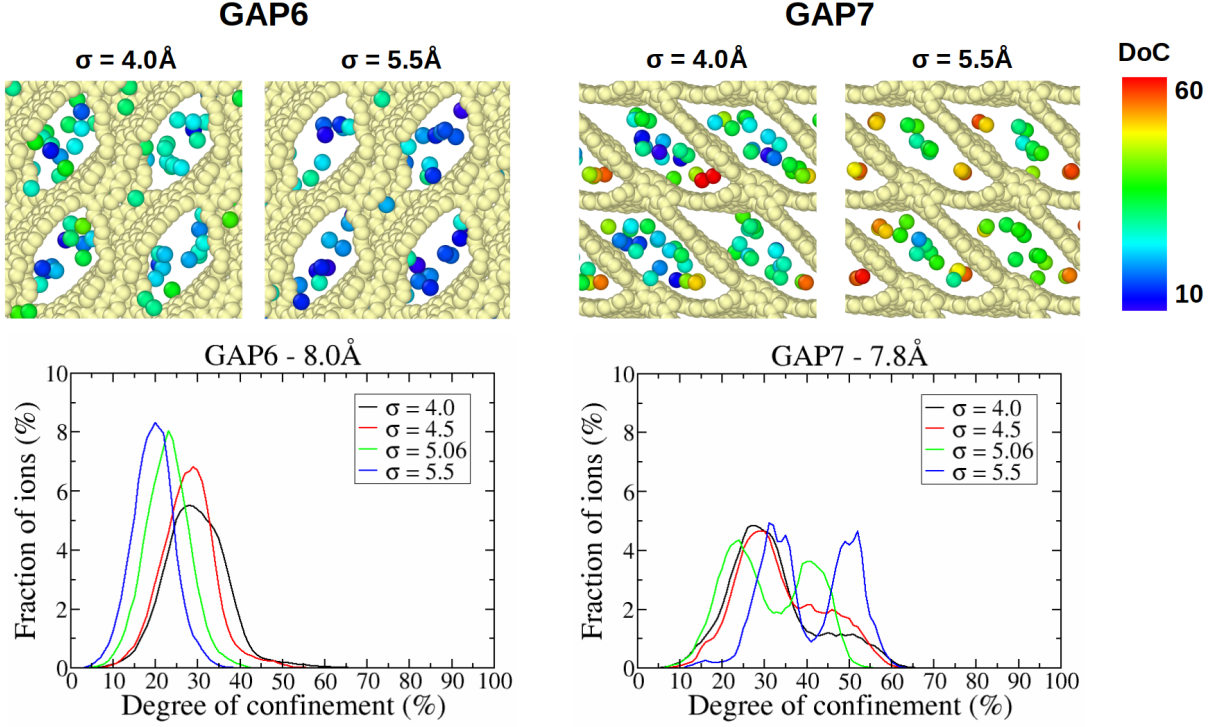 GAP6
GAP7
σ = 4.0Å
σ = 5.5Å
σ = 4.0Å
σ = 5.5Å
DoC
60
10
GAP6 - 8.0Å
10
8
6
4
2
0
Fraction of ions (%)
σ = 4.0
σ = 4.5
σ = 5.06
σ = 5.5
0 10 20 30 40 50 60 70 80 90 100
Degree of confinement (%)
GAP7 - 7.8Å
10
8
6
4
2
0
Fraction of ions (%)
σ = 4.0
σ = 4.5
σ = 5.06
σ = 5.5
0 10 20 30 40 50 60 70 80 90 100
Degree of confinement (%)